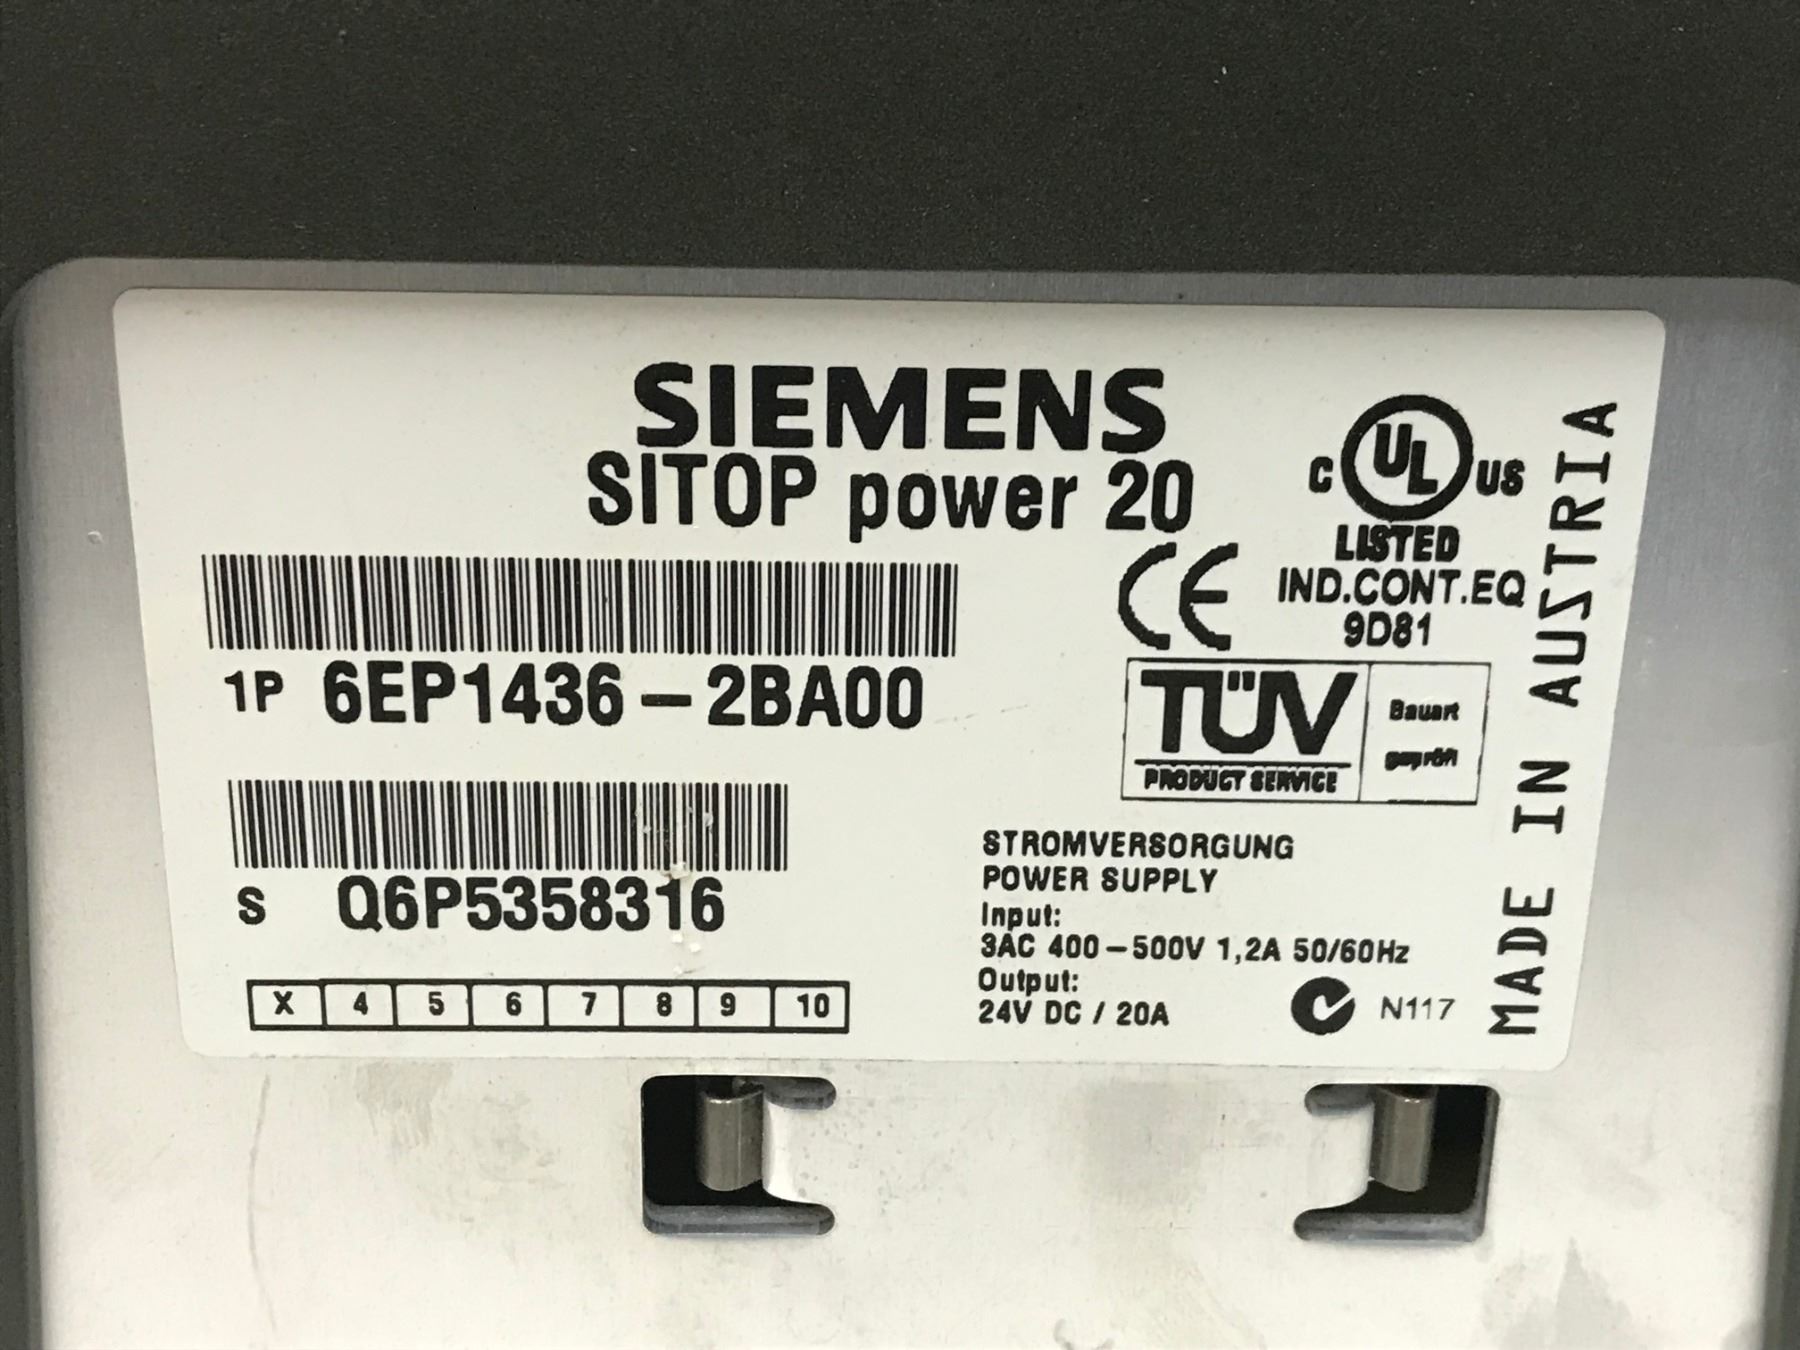 SIEMENS
SITOP power 20
C UL US
LISTED
IND.CONT.EQ
9D81
CE
1P 6EP1436-2BA00
TÜV
PRODUCT SERVICE
Bauart
geprüft
S Q6P5358316
X 4 5 6 7 8 9 10
STROMVERSORGUNG
POWER SUPPLY
Input:
3AC 400-500V 1,2A 50/60Hz
Output:
24V DC / 20A
N117
MADE IN AUSTRIA